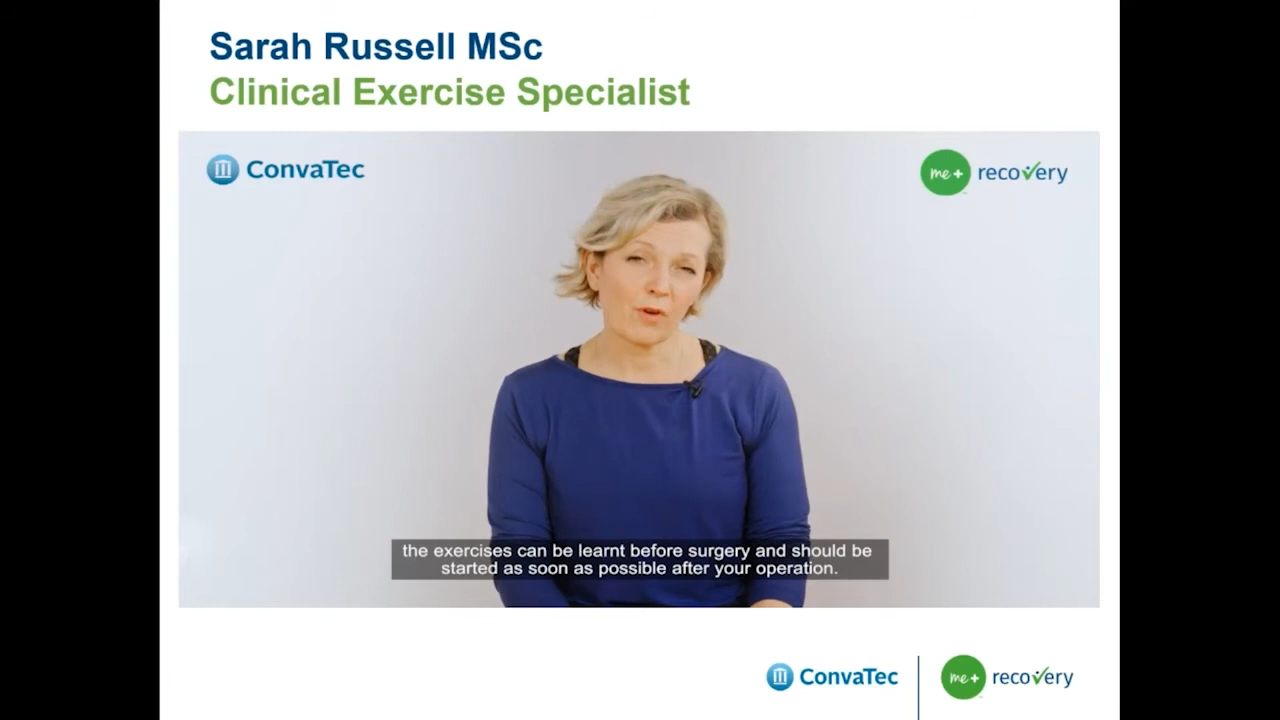 Sarah Russell MSc
Clinical Exercise Specialist
ConvaTec
me+ recovery
the exercises can be learnt before surgery and should be
started as soon as possible after your operation.
ConvaTec
me+ recovery